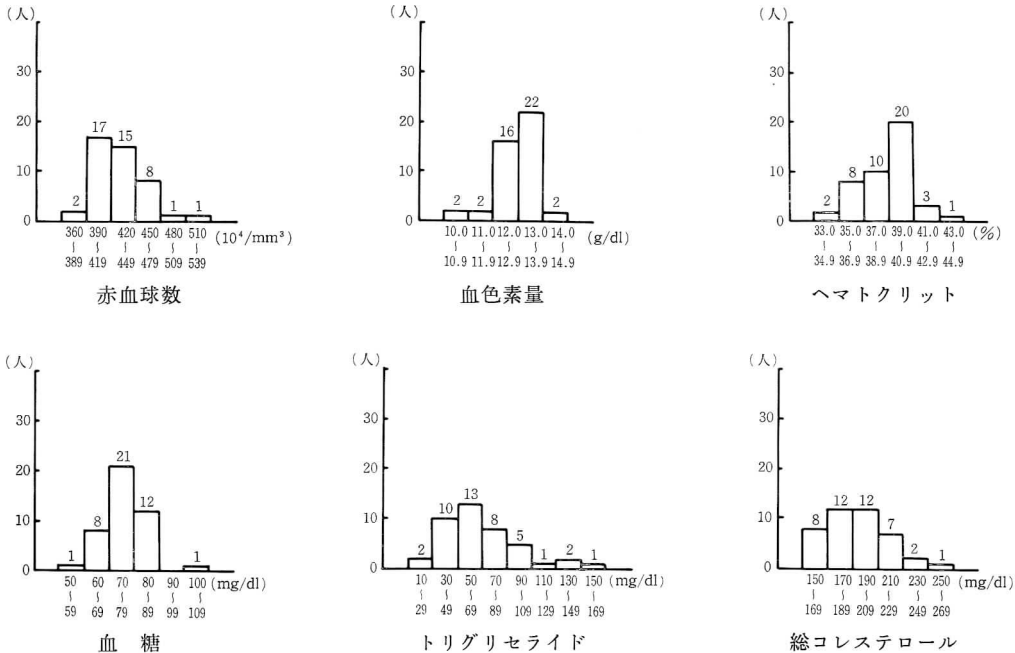 (人)
40
30
20
10
0
2
17
15
8
1
1
360 390 420 450 480 510 (10⁴/mm³)
〜 〜 〜 〜 〜 〜
389 419 449 479 509 539
赤血球数
(人)
40
30
20
10
0
2
2
16
22
2
10.0 11.0 12.0 13.0 14.0 (g/dl)
〜 〜 〜 〜 〜
10.9 11.9 12.9 13.9 14.9
血色素量
(人)
40
30
20
10
0
2
8
10
20
3
1
33.0 35.0 37.0 39.0 41.0 43.0 (%)
〜 〜 〜 〜 〜 〜
34.9 36.9 38.9 40.9 42.9 44.9
ヘマトクリット
(人)
40
30
20
10
0
1
8
21
12
1
50 60 70 80 90 100 (mg/dl)
〜 〜 〜 〜 〜 〜
59 69 79 89 99 109
血 糖
(人)
40
30
20
10
0
2
10
13
8
5
1
2
1
10 30 50 70 90 110 130 150 (mg/dl)
〜 〜 〜 〜 〜 〜 〜 〜
29 49 69 89 109 129 149 169
トリグリセライド
(人)
40
30
20
10
0
8
12
12
7
2
1
150 170 190 210 230 250 (mg/dl)
〜 〜 〜 〜 〜 〜
169 189 209 229 249 269
総コレステロール